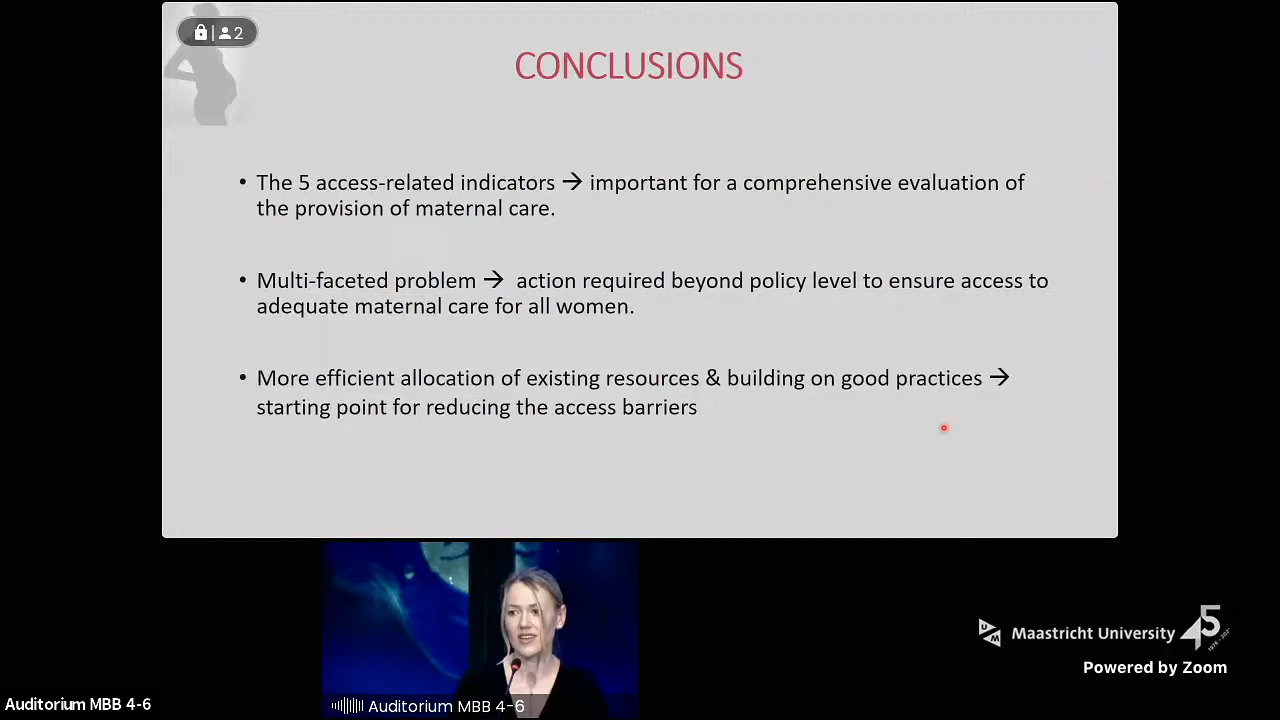 2
CONCLUSIONS
• The 5 access-related indicators → important for a comprehensive evaluation of
the provision of maternal care.
• Multi-faceted problem → action required beyond policy level to ensure access to
adequate maternal care for all women.
• More efficient allocation of existing resources & building on good practices →
starting point for reducing the access barriers
UM Maastricht University 45
Powered by Zoom
Auditorium MBB 4-6
Auditorium MBB 4-6